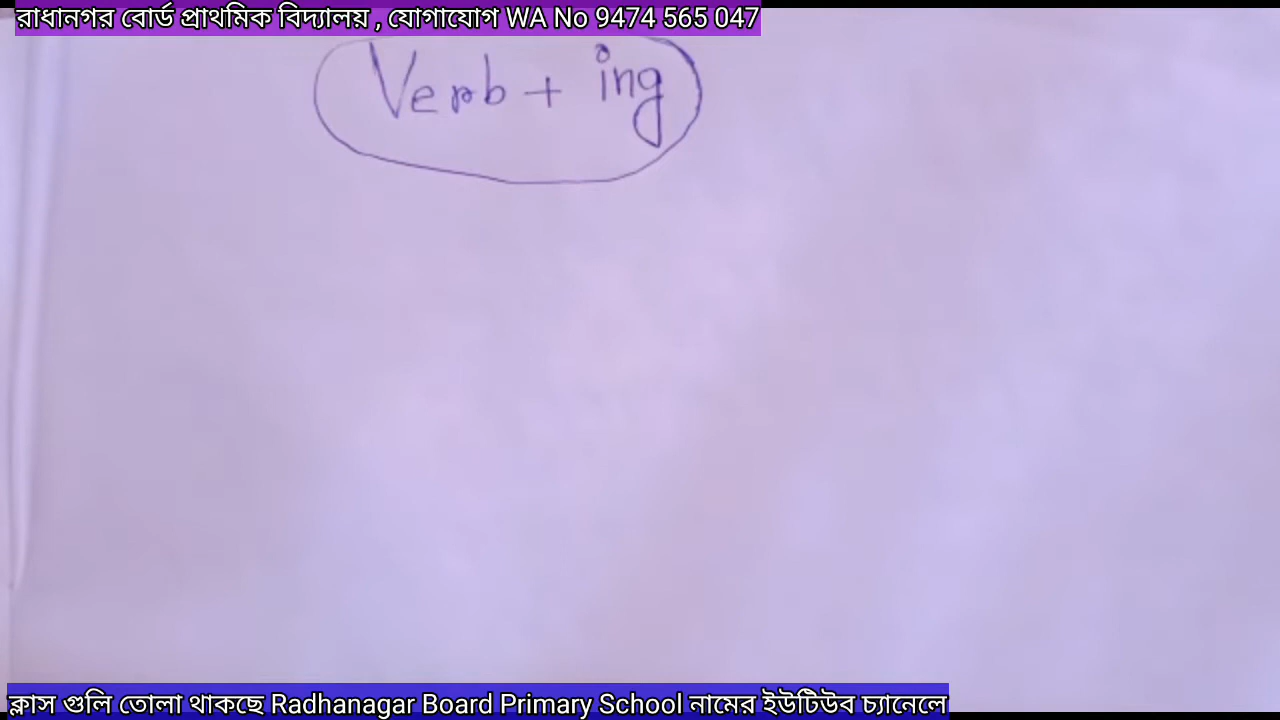 রাধানগর বোর্ড প্রাথমিক বিদ্যালয় , যোগাযোগ WA No 9474 565 047
Verb + ing
ক্লাস গুলি তোলা থাকছে Radhanagar Board Primary School নামের ইউটিউব চ্যানেলে